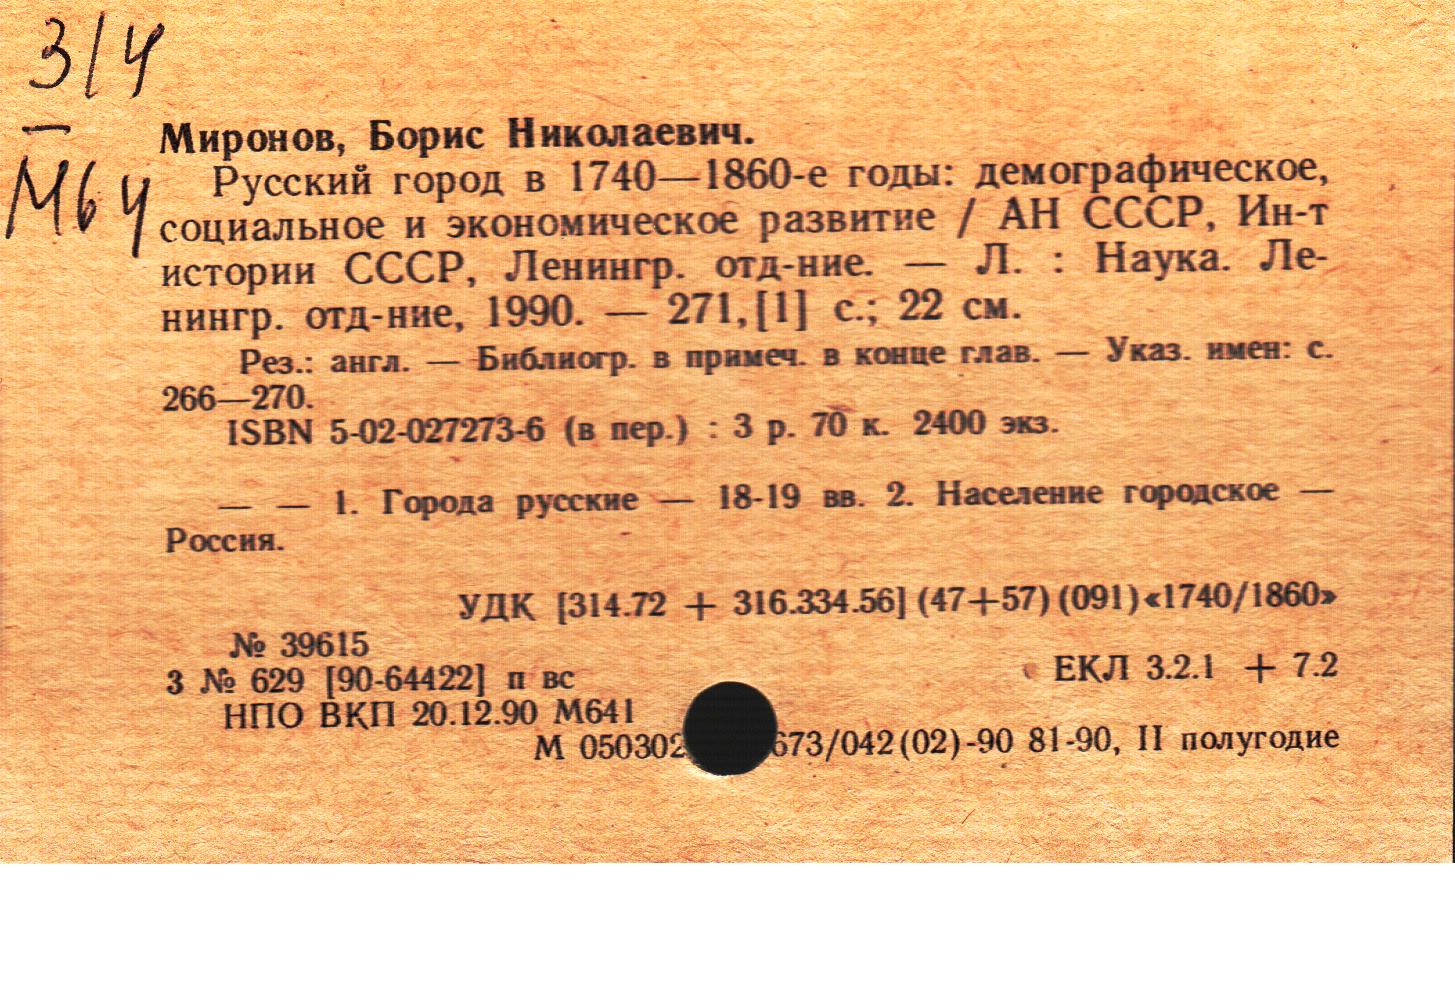 314
М64
Миронов, Борис Николаевич.
Русский город в 1740—1860-е годы: демографическое,
социальное и экономическое развитие / АН СССР, Ин-т
истории СССР, Ленингр. отд-ние. — Л. : Наука. Ле-
нингр. отд-ние, 1990. — 271,[1] с.; 22 см.
Рез.: англ. — Библиогр. в примеч. в конце глав. — Указ. имен: с.
266—270.
ISBN 5-02-027273-6 (в пер.) : 3 р. 70 к. 2400 экз.
— — 1. Города русские — 18-19 вв. 2. Население городское —
Россия.
УДК [314.72 + 316.334.56] (47+57) (091)«1740/1860»
№ 39615
3 № 629 [90-64422] п вс
ЕКЛ 3.2.1 + 7.2
НПО ВКП 20.12.90 М641
М 050302 673/042(02)-90 81-90, II полугодие